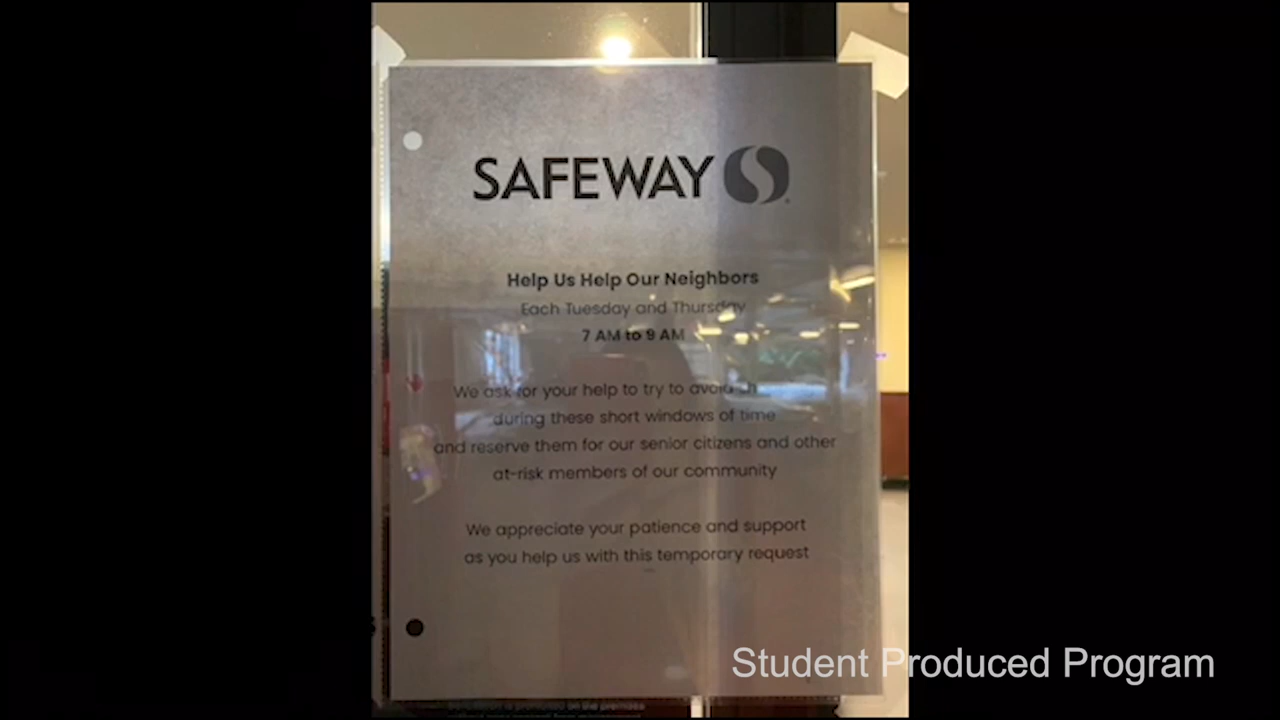 SAFEWAY
Help Us Help Our Neighbors
Each Tuesday and Thursday
7 AM to 9 AM
We ask for your help to try to avoid
during these short windows of time
and reserve them for our senior citizens and other
at-risk members of our community
We appreciate your patience and support
as you help us with this temporary request
Student Produced Program